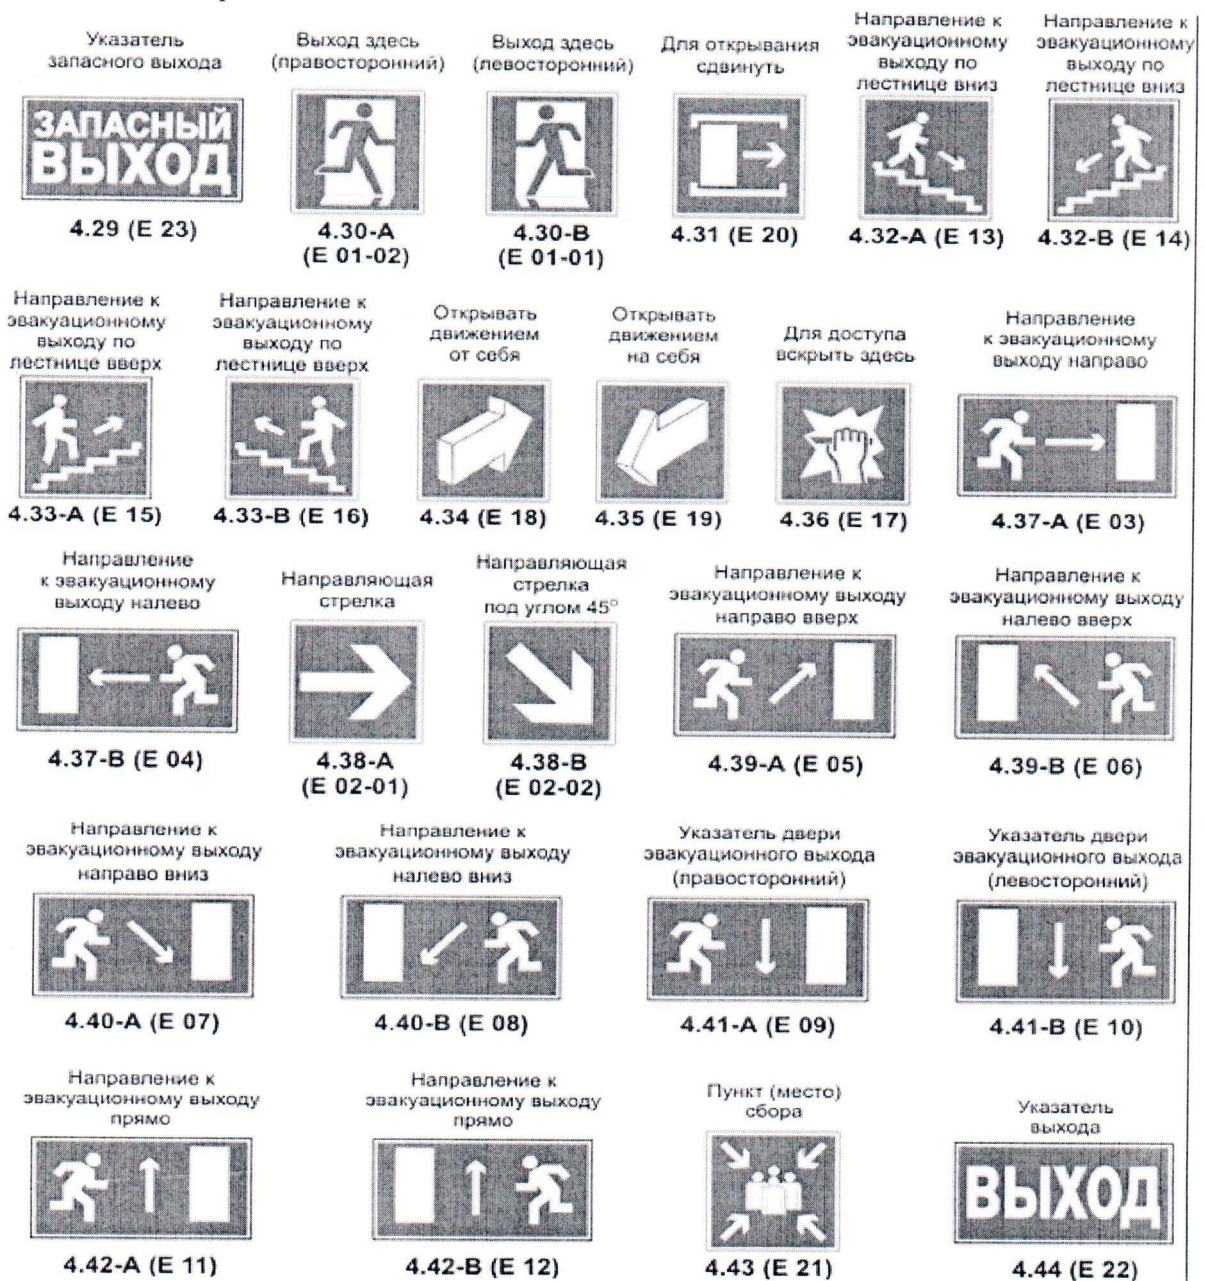 Указатель
запасного выхода
ЗАПАСНЫЙ
ВЫХОД
4.29 (E 23)
Выход здесь
(правосторонний)
4.30-A
(E 01-02)
Выход здесь
(левосторонний)
4.30-B
(E 01-01)
Для открывания
сдвинуть
4.31 (E 20)
Направление к
эвакуационному
выходу по
лестнице вниз
4.32-A (E 13)
Направление к
эвакуационному
выходу по
лестнице вниз
4.32-B (E 14)
Направление к
эвакуационному
выходу по
лестнице вверх
4.33-A (E 15)
Направление к
эвакуационному
выходу по
лестнице вверх
4.33-B (E 16)
Открывать
движением
от себя
4.34 (E 18)
Открывать
движением
на себя
4.35 (E 19)
Для доступа
вскрыть здесь
4.36 (E 17)
Направление
к эвакуационному
выходу направо
4.37-A (E 03)
Направление
к эвакуационному
выходу налево
4.37-B (E 04)
Направляющая
стрелка
4.38-A
(E 02-01)
Направляющая
стрелка
под углом 45°
4.38-B
(E 02-02)
Направление к
эвакуационному выходу
направо вверх
4.39-A (E 05)
Направление к
эвакуационному выходу
налево вверх
4.39-B (E 06)
Направление к
эвакуационному выходу
направо вниз
4.40-A (E 07)
Направление к
эвакуационному выходу
налево вниз
4.40-B (E 08)
Указатель двери
эвакуационного выхода
(правосторонний)
4.41-A (E 09)
Указатель двери
эвакуационного выхода
(левосторонний)
4.41-B (E 10)
Направление к
эвакуационному выходу
прямо
4.42-A (E 11)
Направление к
эвакуационному выходу
прямо
4.42-B (E 12)
Пункт (место)
сбора
4.43 (E 21)
Указатель
выхода
ВЫХОД
4.44 (E 22)